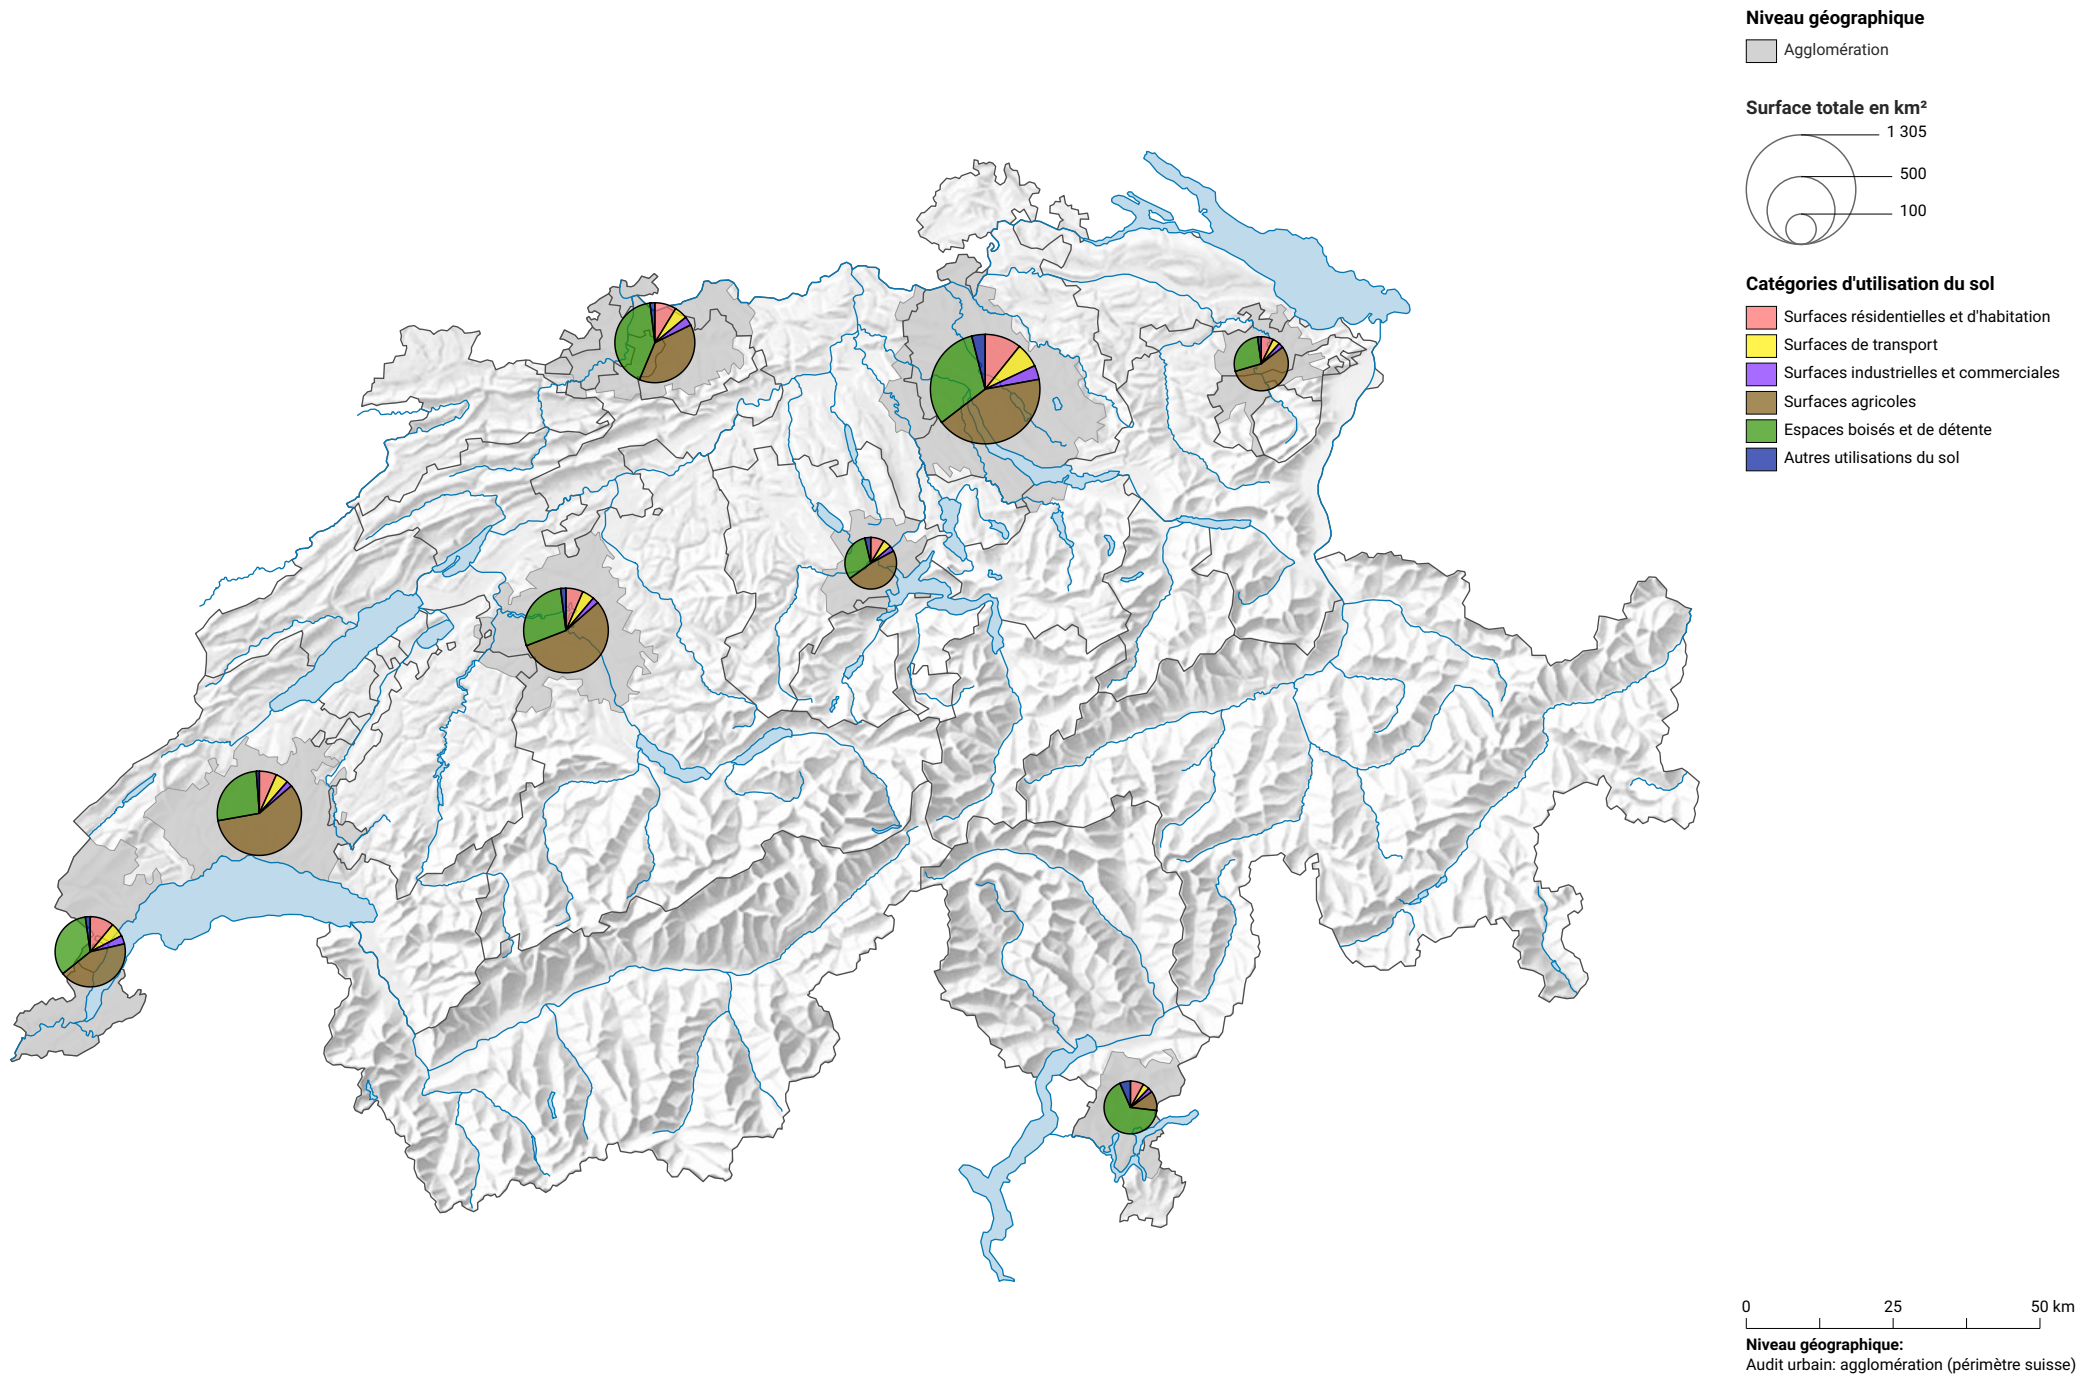 Niveau géographique
Agglomération
Surface totale en km²
1 305
500
100
Catégories d'utilisation du sol
Surfaces résidentielles et d'habitation
Surfaces de transport
Surfaces industrielles et commerciales
Surfaces agricoles
Espaces boisés et de détente
Autres utilisations du sol
0 25 50 km
Niveau géographique:
Audit urbain: agglomération (périmètre suisse)